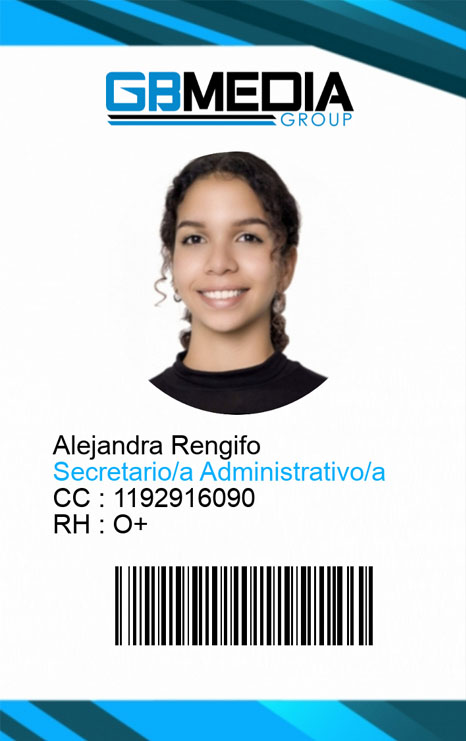 GBMEDIA
GROUP
Alejandra Rengifo
Secretario/a Administrativo/a
CC : 1192916090
RH : O+